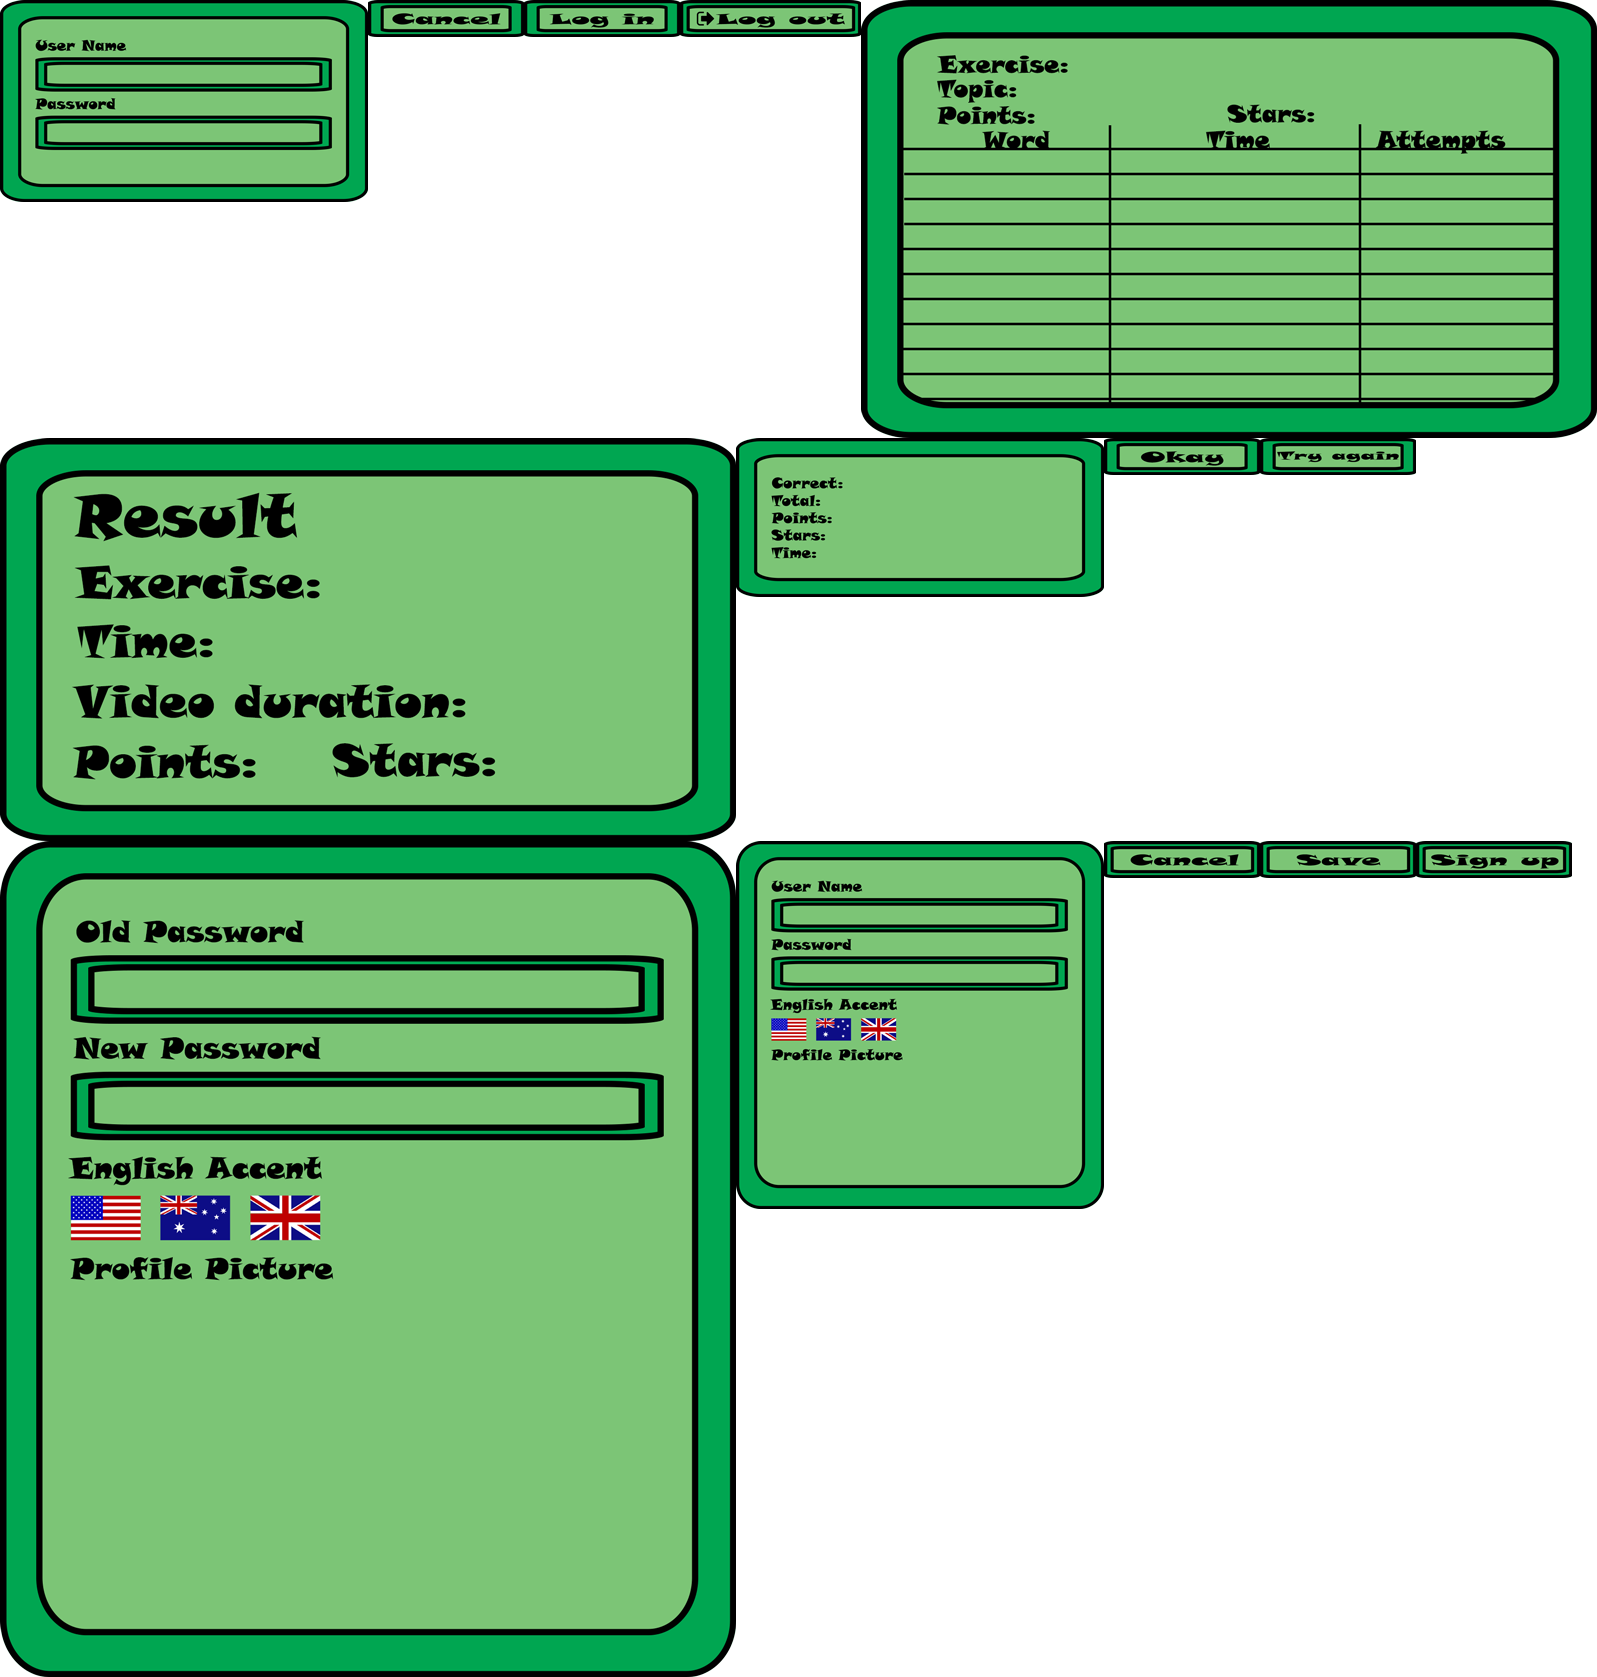 User Name
Password
Cancel
Log in
Log out
Exercise:
Topic:
Points: Stars:
Word Time Attempts
Result
Exercise:
Time:
Video duration:
Points: Stars:
Correct:
Total:
Points:
Stars:
Time:
Okay
Try again
Old Password
New Password
English Accent
Profile Picture
User Name
Password
English Accent
Profile Picture
Cancel
Save
Sign up